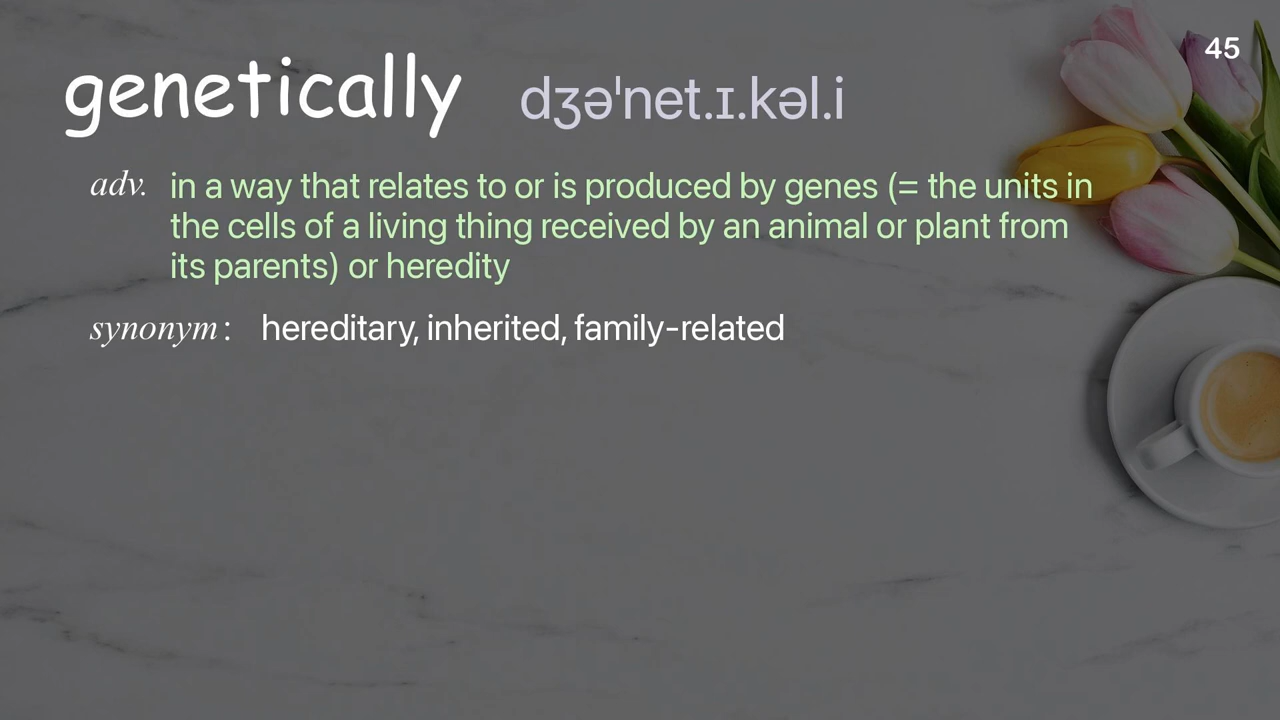 45
genetically dʒəˈnet.ɪ.kəl.i
adv. in a way that relates to or is produced by genes (= the units in
the cells of a living thing received by an animal or plant from
its parents) or heredity
synonym: hereditary, inherited, family-related